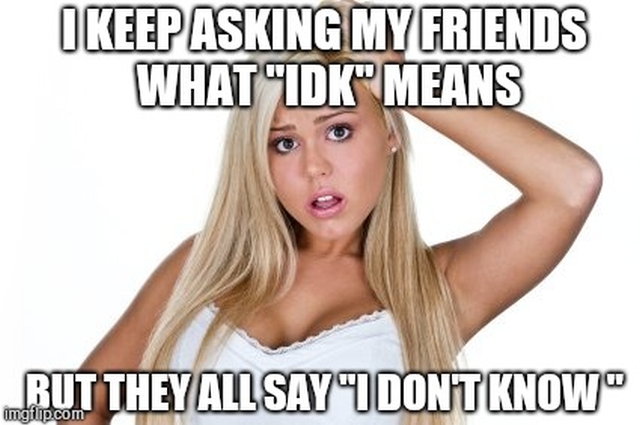 I KEEP ASKING MY FRIENDS
WHAT "IDK" MEANS
BUT THEY ALL SAY "I DON'T KNOW "
imgflip.com